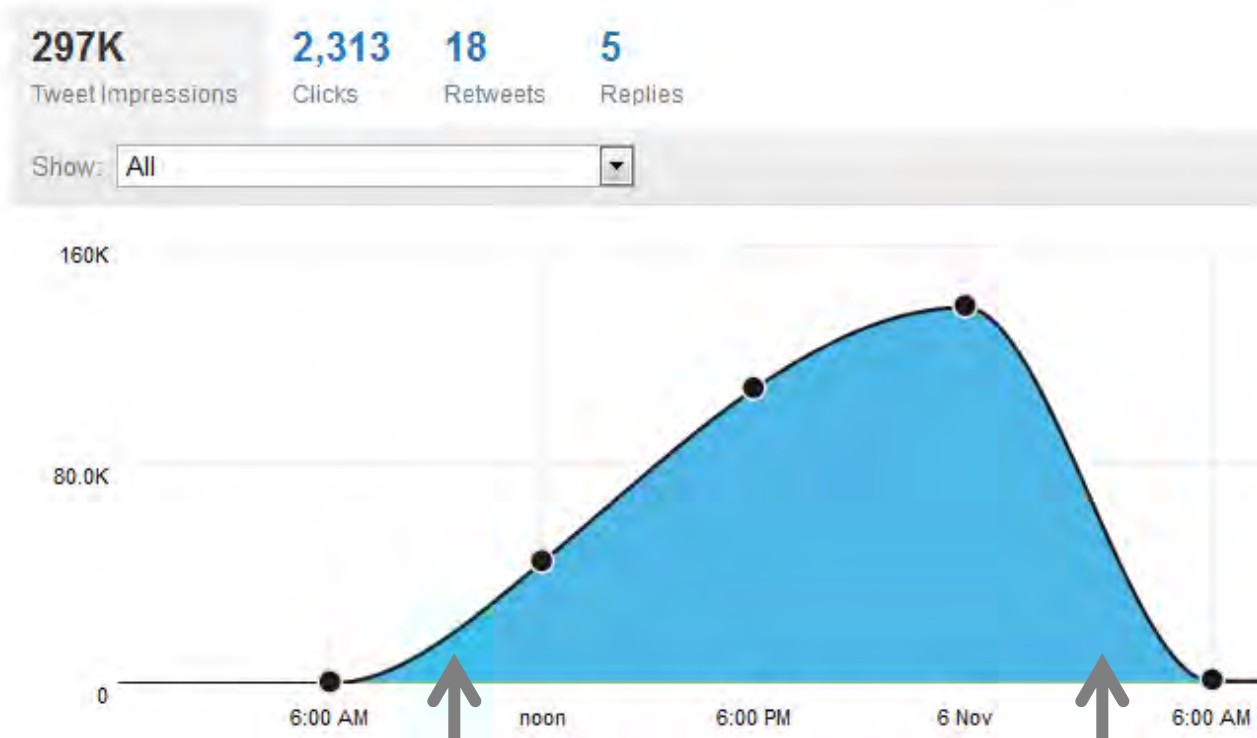 297K 2,313 18 5
Tweet Impressions Clicks Retweets Replies
Show: All
160K
80.0K
0
6:00 AM noon 6:00 PM 6 Nov 6:00 AM